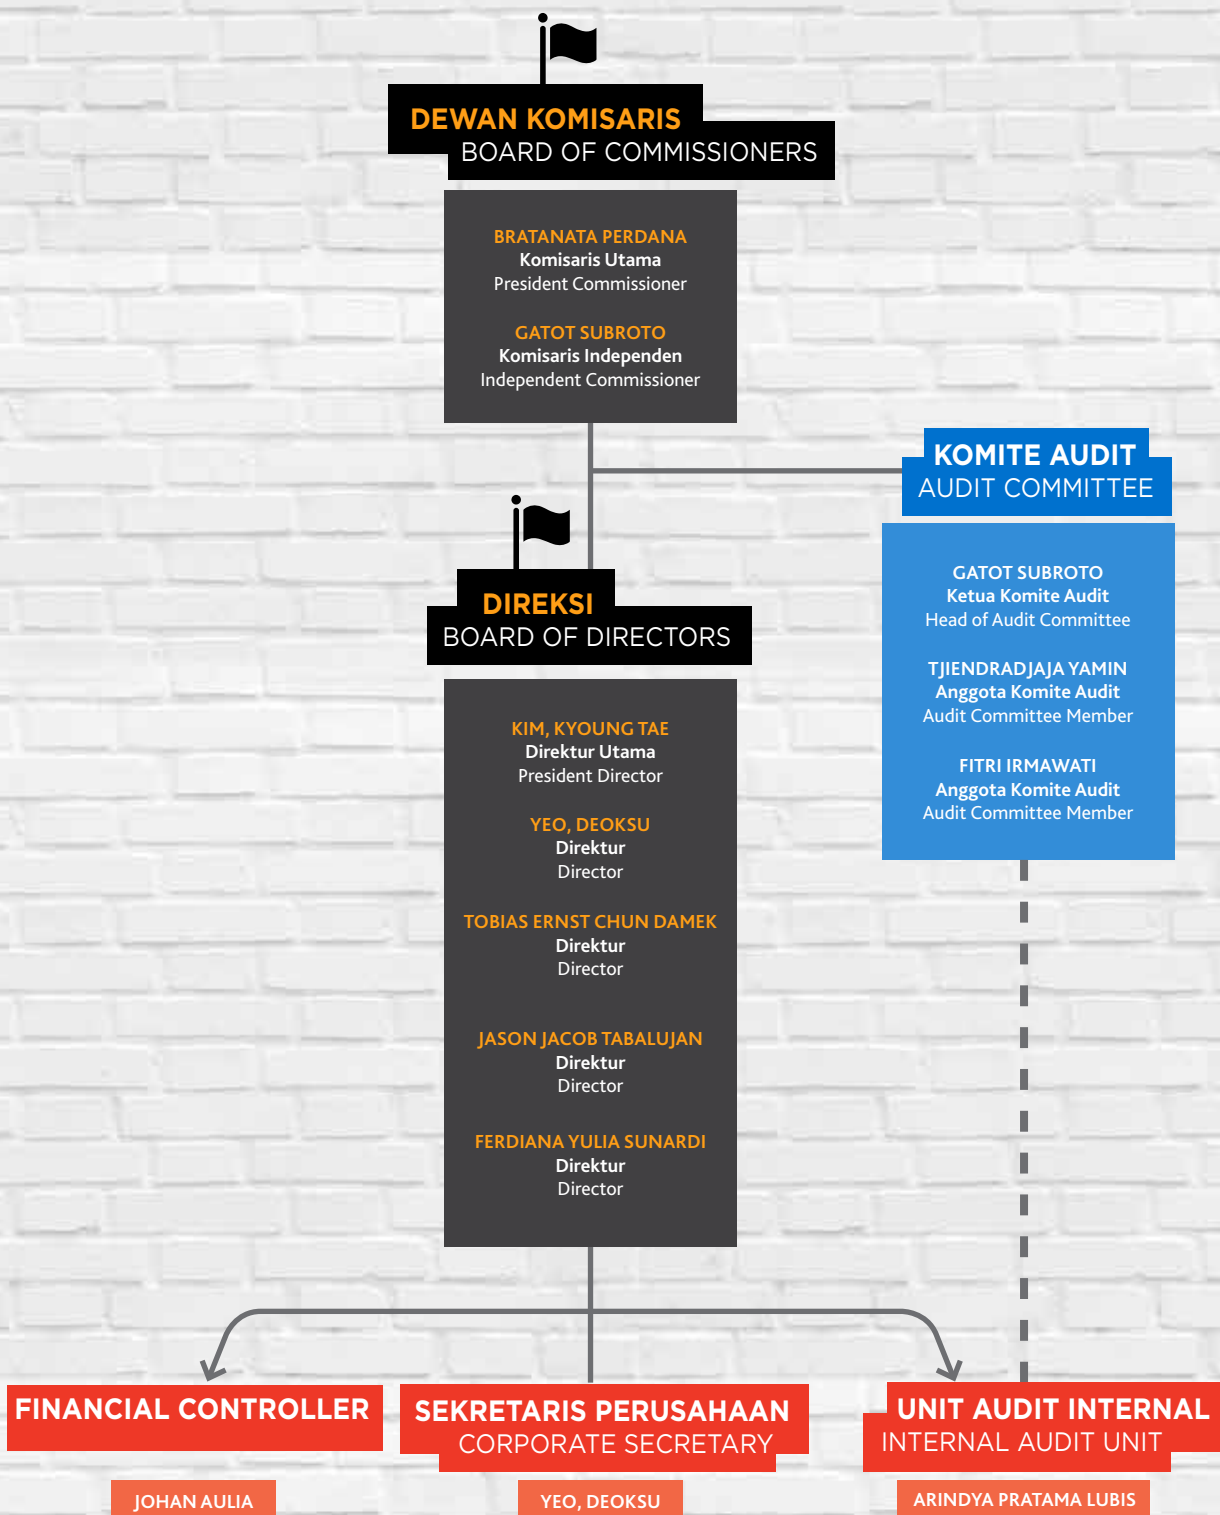 DEWAN KOMISARIS
BOARD OF COMMISSIONERS
BRATANATA PERDANA
Komisaris Utama
President Commissioner
GATOT SUBROTO
Komisaris Independen
Independent Commissioner
KOMITE AUDIT
AUDIT COMMITTEE
GATOT SUBROTO
Ketua Komite Audit
Head of Audit Committee
TJIENDRADJAJA YAMIN
Anggota Komite Audit
Audit Committee Member
FITRI IRMAWATI
Anggota Komite Audit
Audit Committee Member
DIREKSI
BOARD OF DIRECTORS
KIM, KYOUNG TAE
Direktur Utama
President Director
YEO, DEOKSU
Direktur
Director
TOBIAS ERNST CHUN DAMEK
Direktur
Director
JASON JACOB TABALUJAN
Direktur
Director
FERDIANA YULIA SUNARDI
Direktur
Director
FINANCIAL CONTROLLER
JOHAN AULIA
SEKRETARIS PERUSAHAAN
CORPORATE SECRETARY
YEO, DEOKSU
UNIT AUDIT INTERNAL
INTERNAL AUDIT UNIT
ARINDYA PRATAMA LUBIS